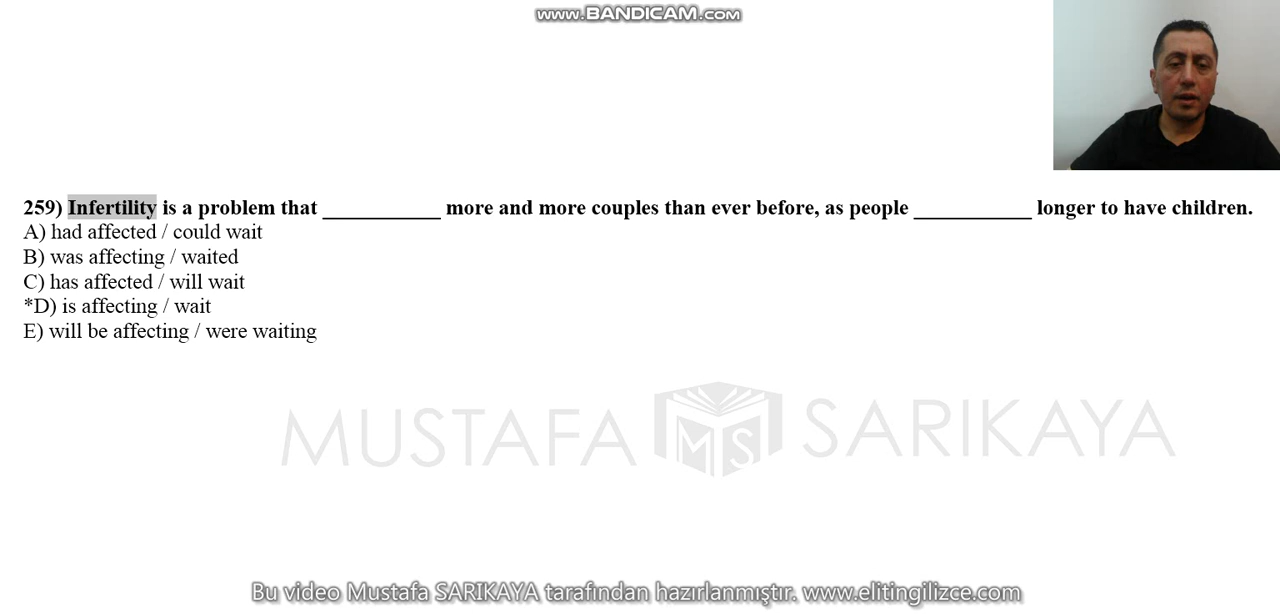 www.BANDICAM.com
259) Infertility is a problem that ___________ more and more couples than ever before, as people ___________ longer to have children.
A) had affected / could wait
B) was affecting / waited
C) has affected / will wait
*D) is affecting / wait
E) will be affecting / were waiting
MUSTAFA MS SARIKAYA
Bu video Mustafa SARIKAYA tarafından hazırlanmıştır. www.elitingilizce.com